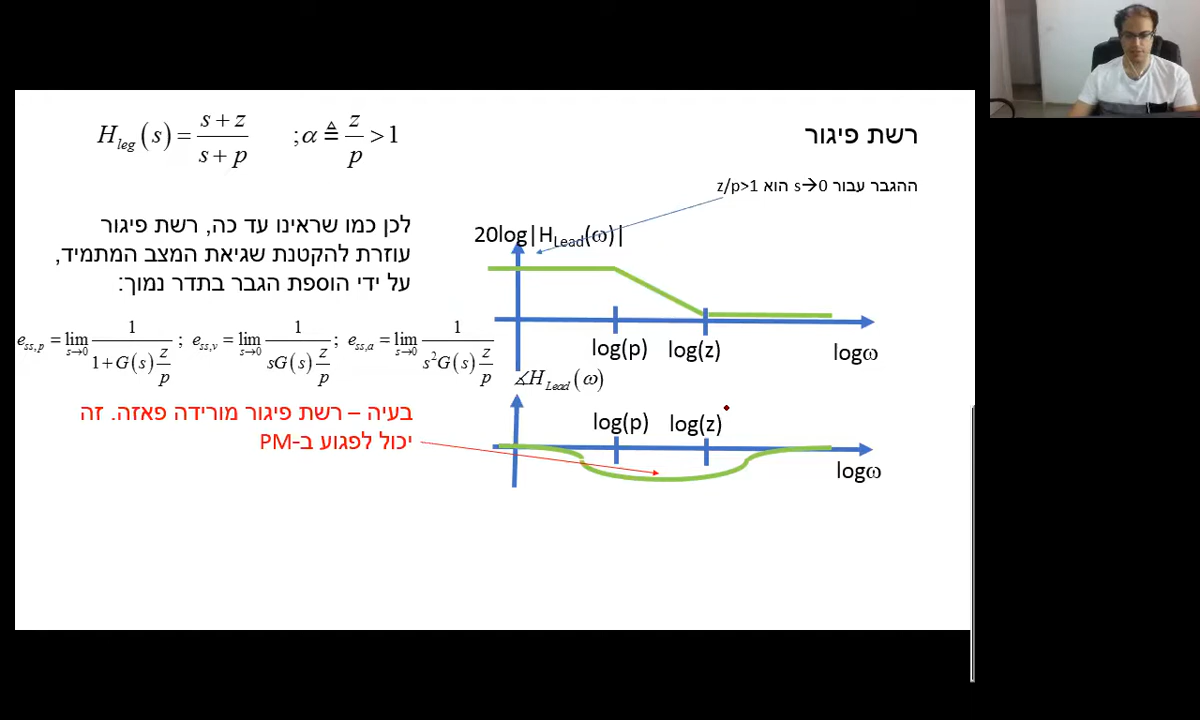 רשת פיגור
H_leg(s) = (s+z)/(s+p) ; α ≜ z/p > 1
ההגבר עבור s→0 הוא z/p>1
לכן כמו שראינו עד כה, רשת פיגור
עוזרת להקטנת שגיאת המצב המתמיד,
על ידי הוספת הגבר בתדר נמוך:
e_ss,p = lim_{s→0} 1/(1+G(s) z/p) ; e_ss,v = lim_{s→0} 1/(sG(s) z/p) ; e_ss,a = lim_{s→0} 1/(s²G(s) z/p)
בעיה – רשת פיגור מורידה פאזה. זה
יכול לפגוע ב-PM
20log|H_Lead(ω)|
log(p) log(z) logω
∡H_Lead(ω)
log(p) log(z)
logω